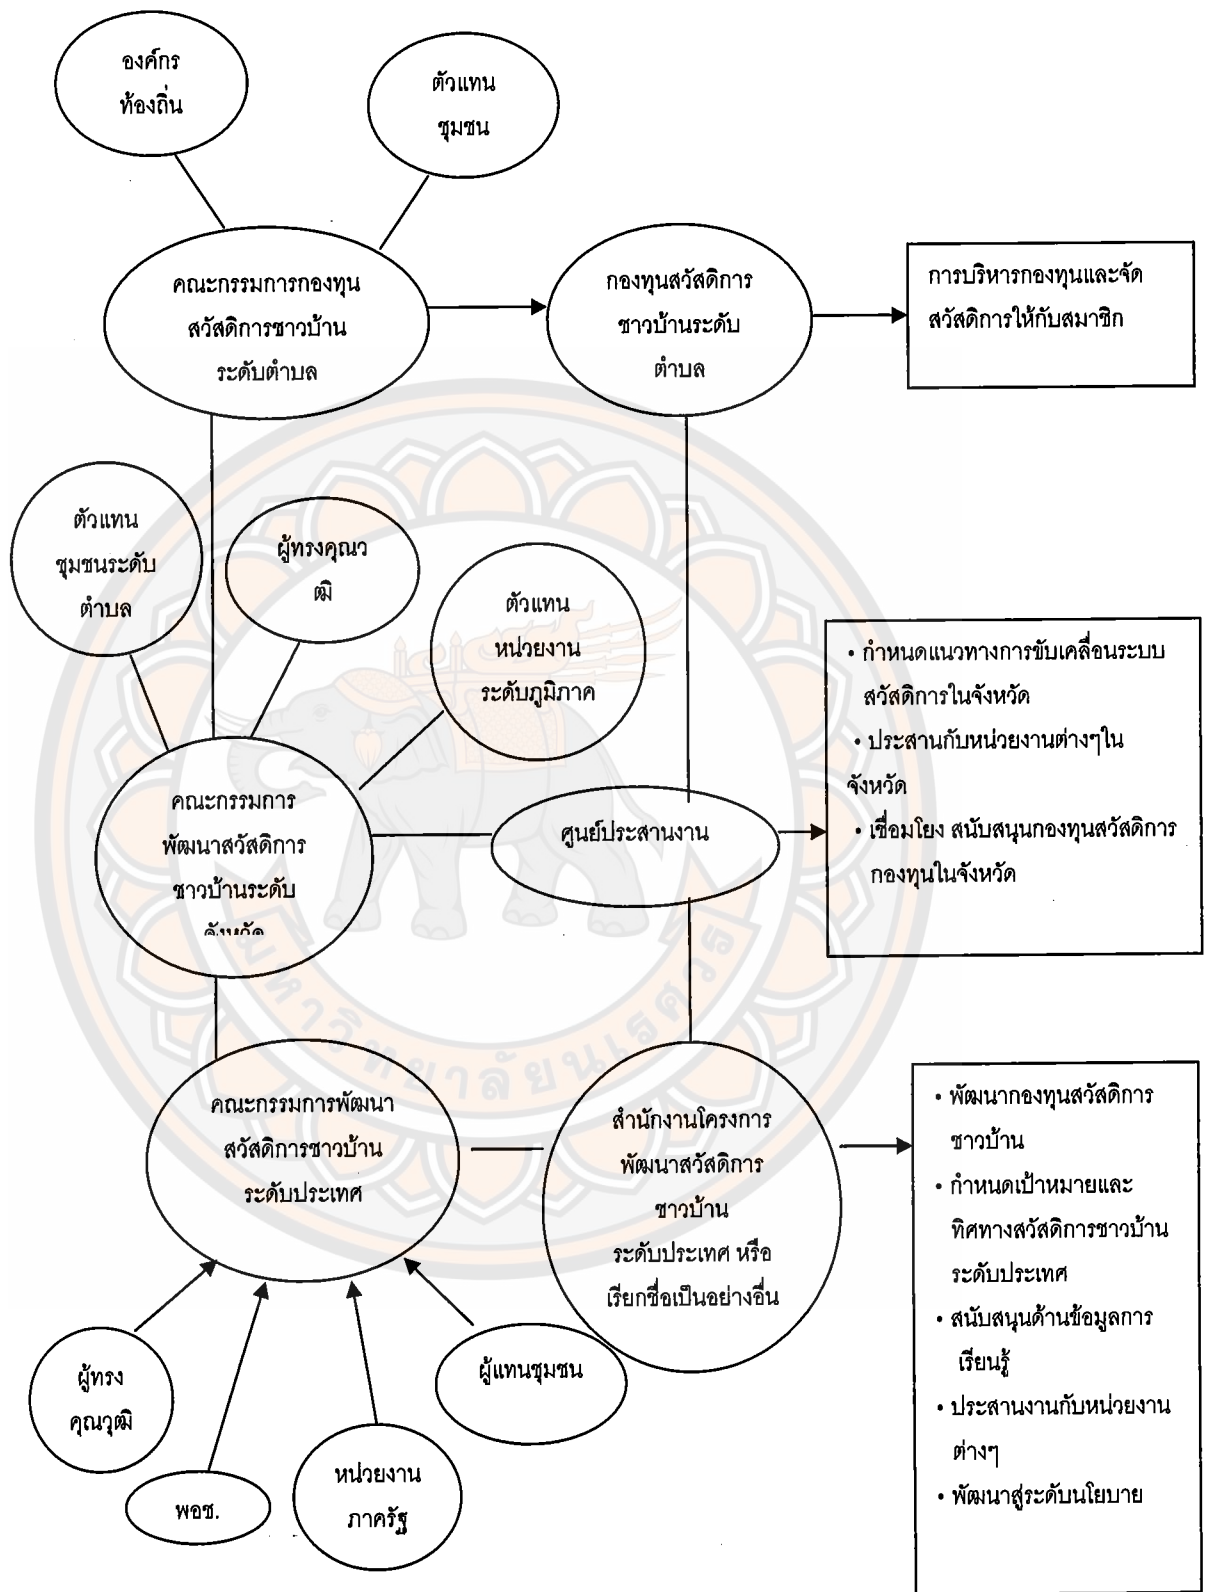 องค์กร
ท้องถิ่น
ตัวแทน
ชุมชน
คณะกรรมการกองทุน
สวัสดิการชาวบ้าน
ระดับตำบล
กองทุนสวัสดิการ
ชาวบ้านระดับ
ตำบล
การบริหารกองทุนและจัด
สวัสดิการให้กับสมาชิก
ตัวแทน
ชุมชนระดับ
ตำบล
ผู้ทรงคุณว
ุฒิ
ตัวแทน
หน่วยงาน
ระดับภูมิภาค
คณะกรรมการ
พัฒนาสวัสดิการ
ชาวบ้านระดับ
จังหวัด
ศูนย์ประสานงาน
• กำหนดแนวทางการขับเคลื่อนระบบ
สวัสดิการในจังหวัด
• ประสานกับหน่วยงานต่างๆใน
จังหวัด
• เชื่อมโยง สนับสนุนกองทุนสวัสดิการ
กองทุนในจังหวัด
มหาวิทยาลัยนเรศวร
คณะกรรมการพัฒนา
สวัสดิการชาวบ้าน
ระดับประเทศ
สำนักงานโครงการ
พัฒนาสวัสดิการ
ชาวบ้าน
ระดับประเทศ หรือ
เรียกชื่อเป็นอย่างอื่น
• พัฒนากองทุนสวัสดิการ
ชาวบ้าน
• กำหนดเป้าหมายและ
ทิศทางสวัสดิการชาวบ้าน
ระดับประเทศ
• สนับสนุนด้านข้อมูลการ
เรียนรู้
• ประสานงานกับหน่วยงาน
ต่างๆ
• พัฒนาสู่ระดับนโยบาย
ผู้ทรง
คุณวุฒิ
พอช.
หน่วยงาน
ภาครัฐ
ผู้แทนชุมชน